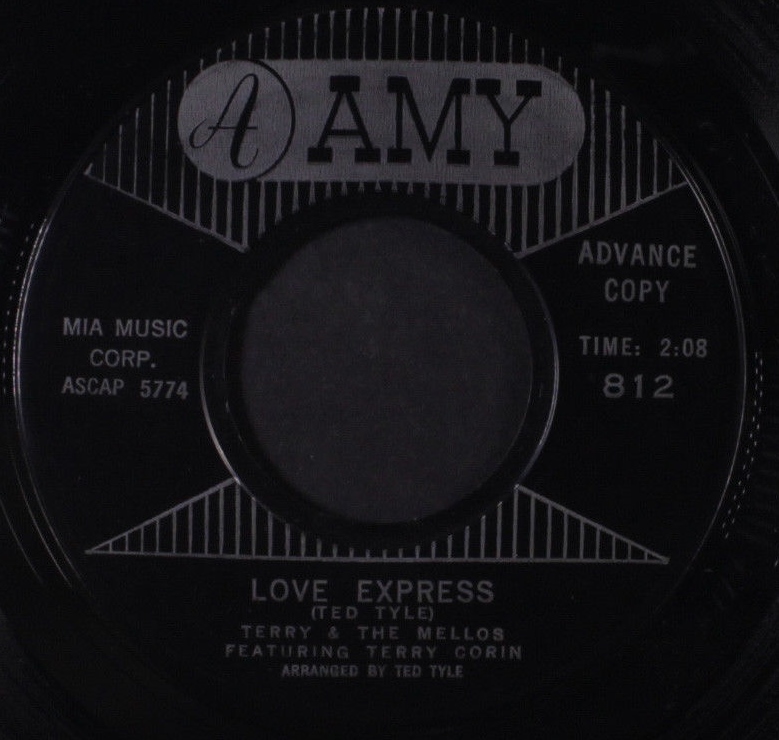 A AMY
ADVANCE
COPY
MIA MUSIC
CORP.
ASCAP 5774
TIME: 2:08
812
LOVE EXPRESS
(TED TYLE)
TERRY & THE MELLOS
FEATURING TERRY CORIN
ARRANGED BY TED TYLE